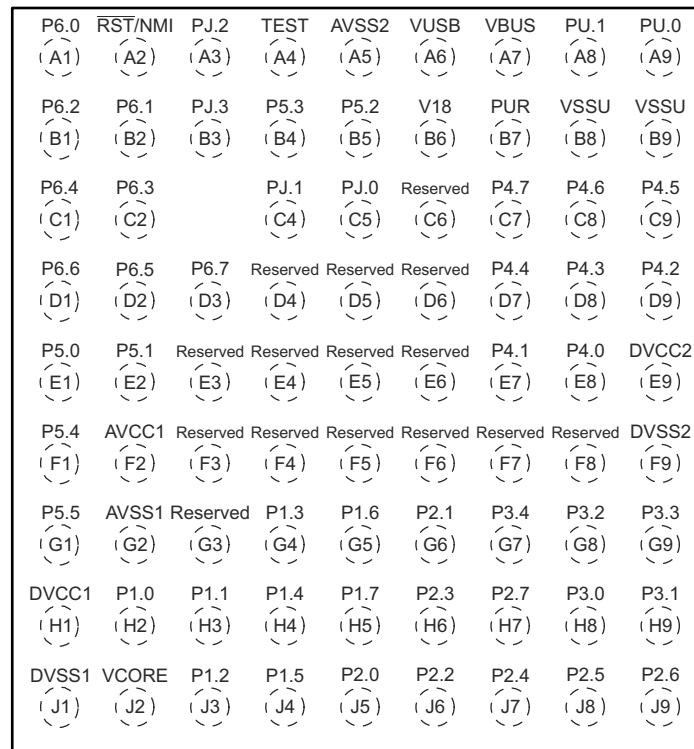 P6.0 RST/NMI PJ.2 TEST AVSS2 VUSB VBUS PU.1 PU.0
A1 A2 A3 A4 A5 A6 A7 A8 A9
P6.2 P6.1 PJ.3 P5.3 P5.2 V18 PUR VSSU VSSU
B1 B2 B3 B4 B5 B6 B7 B8 B9
P6.4 P6.3 PJ.1 PJ.0 Reserved P4.7 P4.6 P4.5
C1 C2 C4 C5 C6 C7 C8 C9
P6.6 P6.5 P6.7 Reserved Reserved Reserved P4.4 P4.3 P4.2
D1 D2 D3 D4 D5 D6 D7 D8 D9
P5.0 P5.1 Reserved Reserved Reserved Reserved P4.1 P4.0 DVCC2
E1 E2 E3 E4 E5 E6 E7 E8 E9
P5.4 AVCC1 Reserved Reserved Reserved Reserved Reserved Reserved DVSS2
F1 F2 F3 F4 F5 F6 F7 F8 F9
P5.5 AVSS1 Reserved P1.3 P1.6 P2.1 P3.4 P3.2 P3.3
G1 G2 G3 G4 G5 G6 G7 G8 G9
DVCC1 P1.0 P1.1 P1.4 P1.7 P2.3 P2.7 P3.0 P3.1
H1 H2 H3 H4 H5 H6 H7 H8 H9
DVSS1 VCORE P1.2 P1.5 P2.0 P2.2 P2.4 P2.5 P2.6
J1 J2 J3 J4 J5 J6 J7 J8 J9